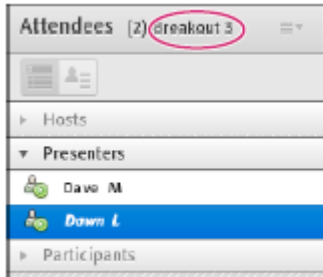 Attendees (2) breakout 3
Hosts
Presenters
Dave M
Dawn L
Participants